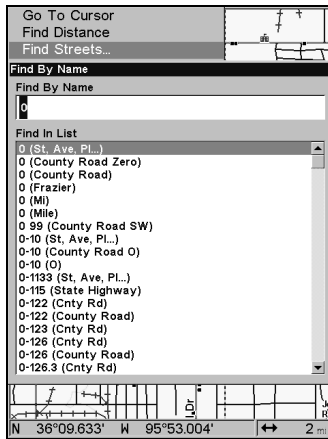 Go To Cursor
Find Distance
Find Streets...
Find By Name
Find By Name
0
Find In List
0 (St, Ave, Pl...)
0 (County Road Zero)
0 (County Road)
0 (Frazier)
0 (Mi)
0 (Mile)
0 99 (County Road SW)
0-10 (St, Ave, Pl...)
0-10 (County Road O)
0-10 (O)
0-1133 (St, Ave, Pl...)
0-115 (State Highway)
0-122 (Cnty Rd)
0-122 (County Road)
0-123 (Cnty Rd)
0-126 (Cnty Rd)
0-126 (County Road)
0-126.3 (Cnty Rd)
Dr
N 36°09.633' W 95°53.004' ↔ 2 mi